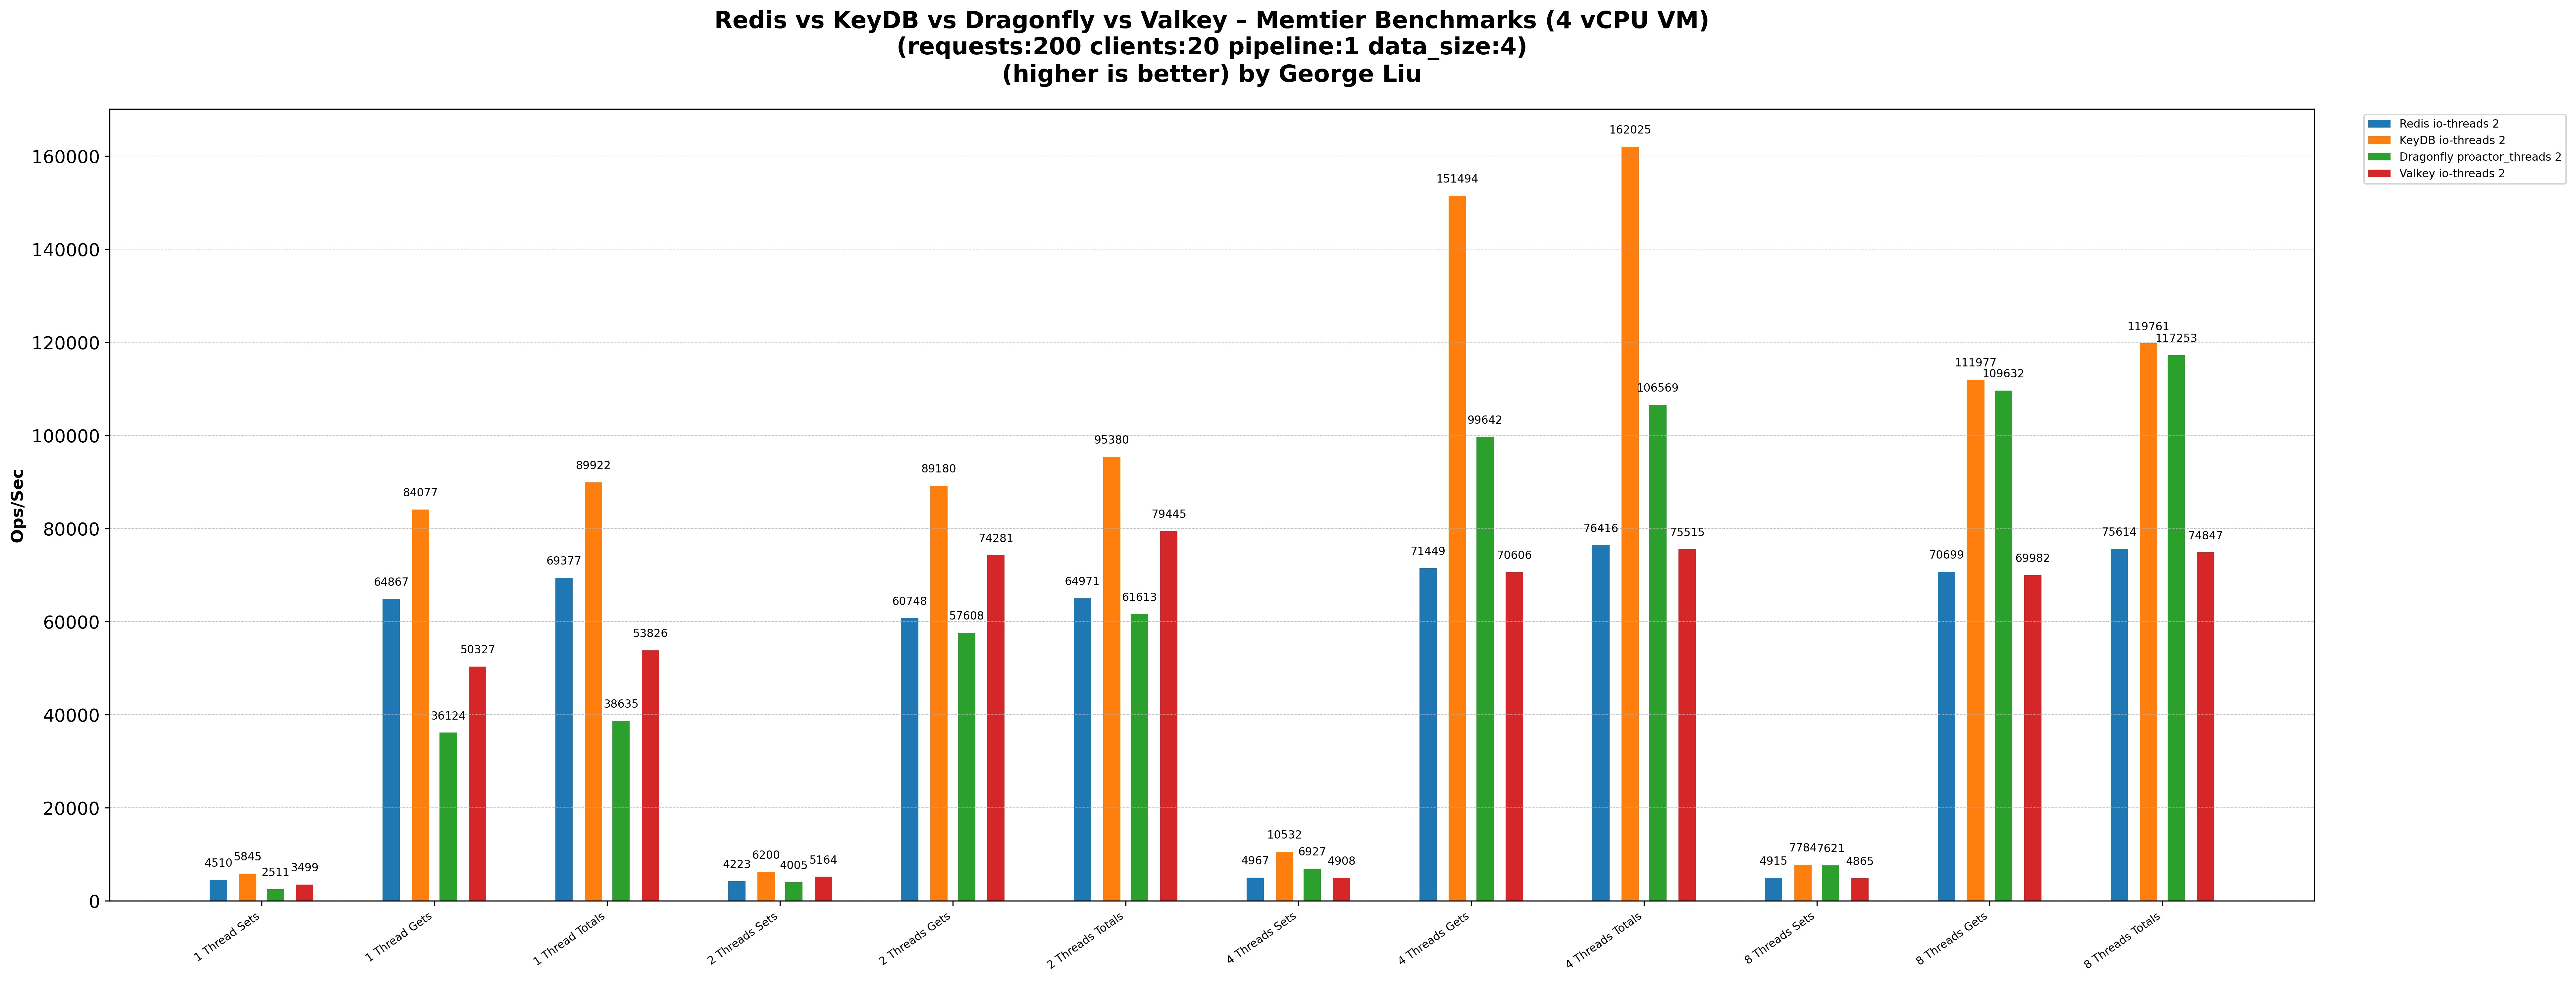 Redis vs KeyDB vs Dragonfly vs Valkey – Memtier Benchmarks (4 vCPU VM)
(requests:200 clients:20 pipeline:1 data_size:4)
(higher is better) by George Liu
Redis io-threads 2
KeyDB io-threads 2
Dragonfly proactor_threads 2
Valkey io-threads 2
Ops/Sec
160000
140000
120000
100000
80000
60000
40000
20000
0
4510
5845
2511
3499
64867
84077
36124
50327
69377
89922
38635
53826
4223
6200
4005
5164
60748
89180
57608
74281
64971
95380
61613
79445
4967
10532
6927
4908
71449
151494
99642
70606
76416
162025
106569
75515
4915
7784
7621
4865
70699
111977
109632
69982
75614
119761
117253
74847
1 Thread Sets
1 Thread Gets
1 Thread Totals
2 Threads Sets
2 Threads Gets
2 Threads Totals
4 Threads Sets
4 Threads Gets
4 Threads Totals
8 Threads Sets
8 Threads Gets
8 Threads Totals